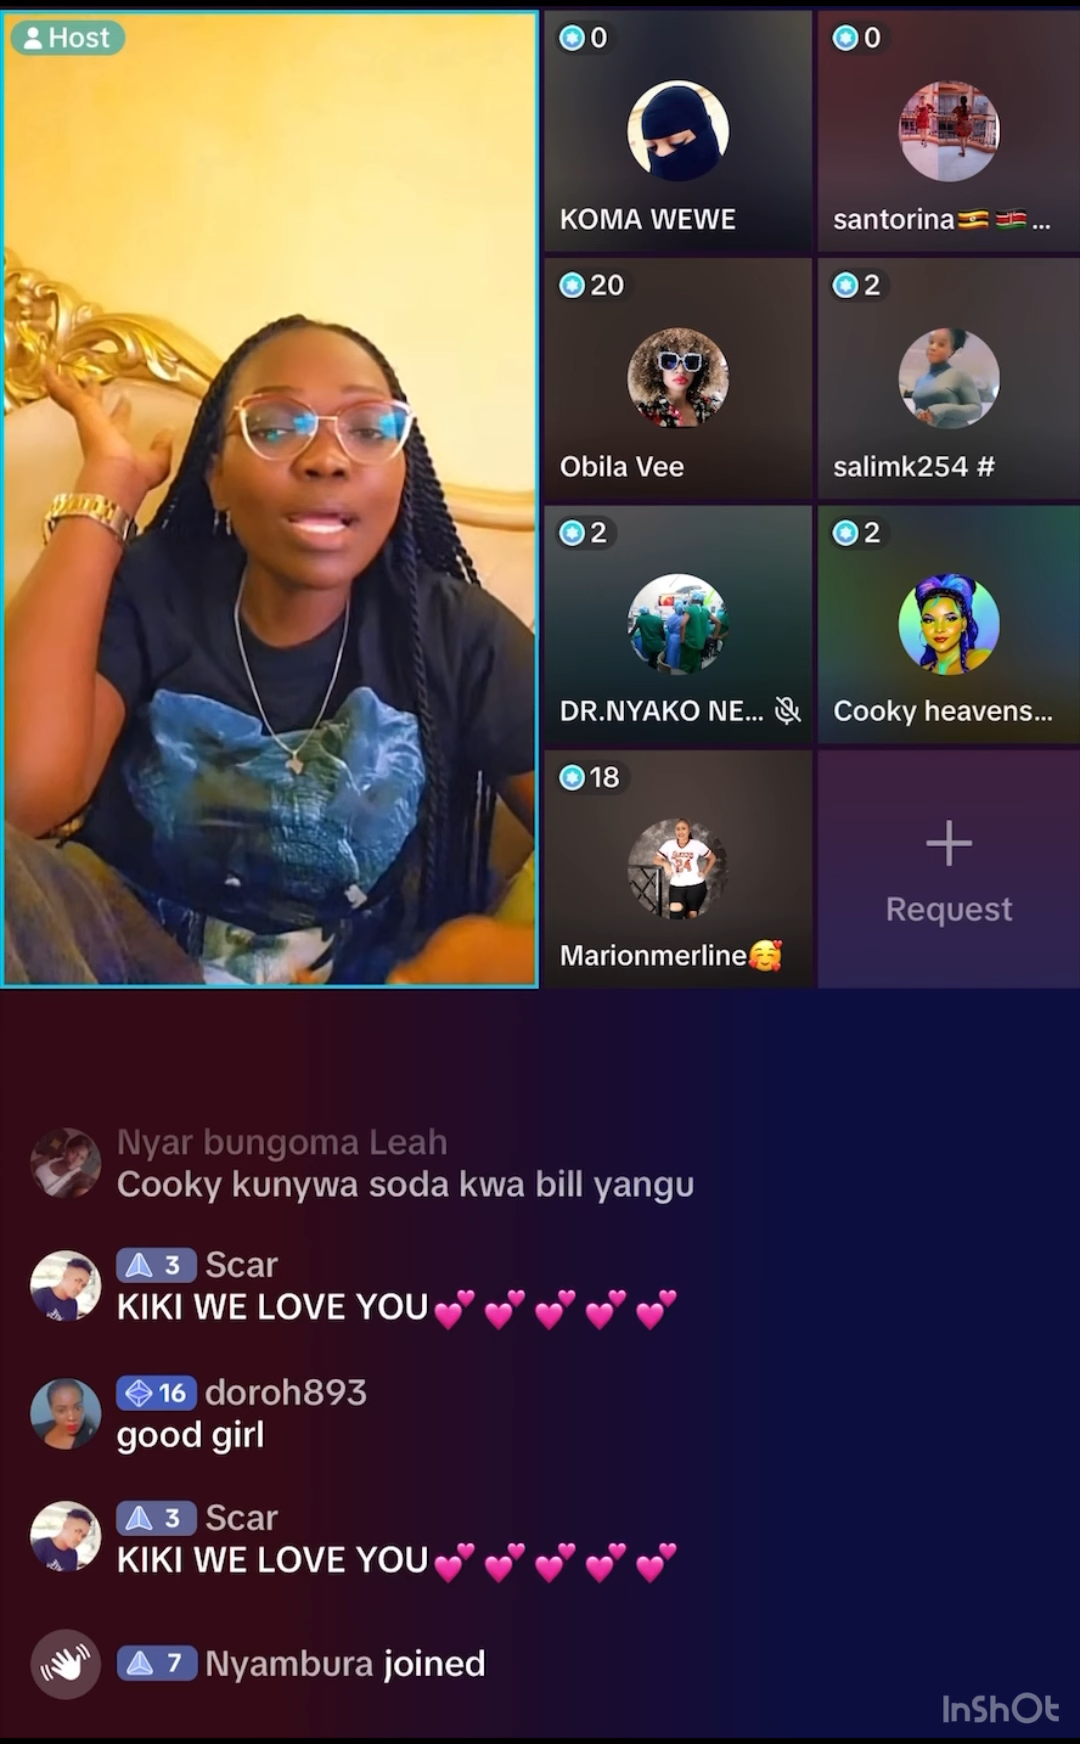 Host
0
KOMA WEWE
0
santorina🇺🇬🇰🇪...
20
Obila Vee
2
salimk254 #
2
DR.NYAKO NE...
2
Cooky heavens...
18
Marionmerline🥰
Request
Nyar bungoma Leah
Cooky kunywa soda kwa bill yangu
3 Scar
KIKI WE LOVE YOU💕💕💕💕💕
16 doroh893
good girl
3 Scar
KIKI WE LOVE YOU💕💕💕💕💕
7 Nyambura joined
InShOt